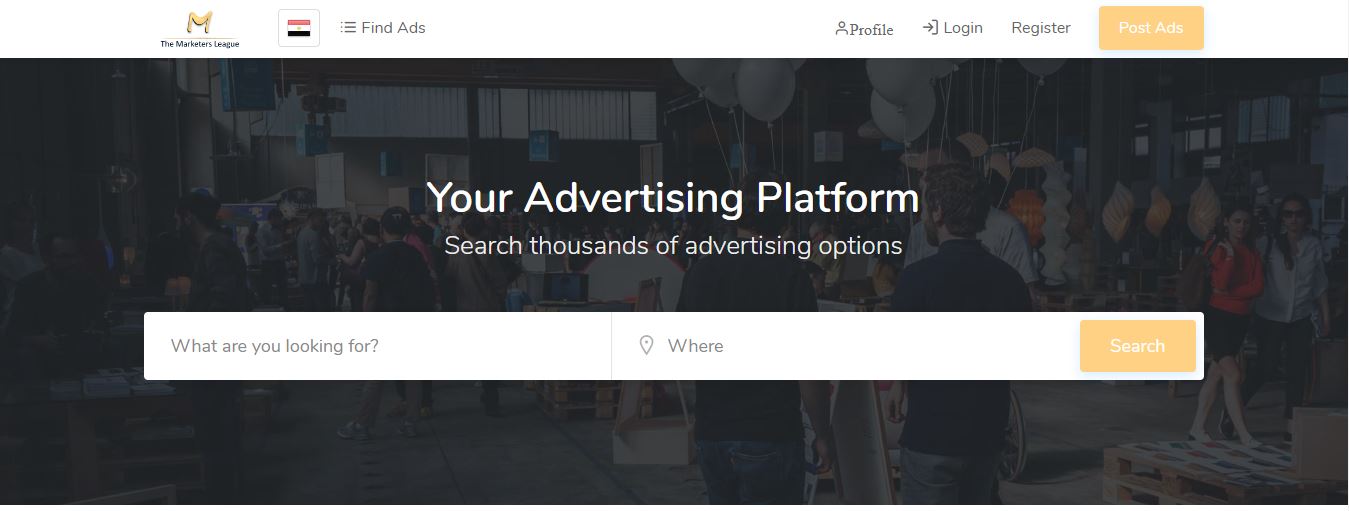 M
The Marketers League
Find Ads
Profile
Login
Register
Post Ads
Your Advertising Platform
Search thousands of advertising options
What are you looking for?
Where
Search